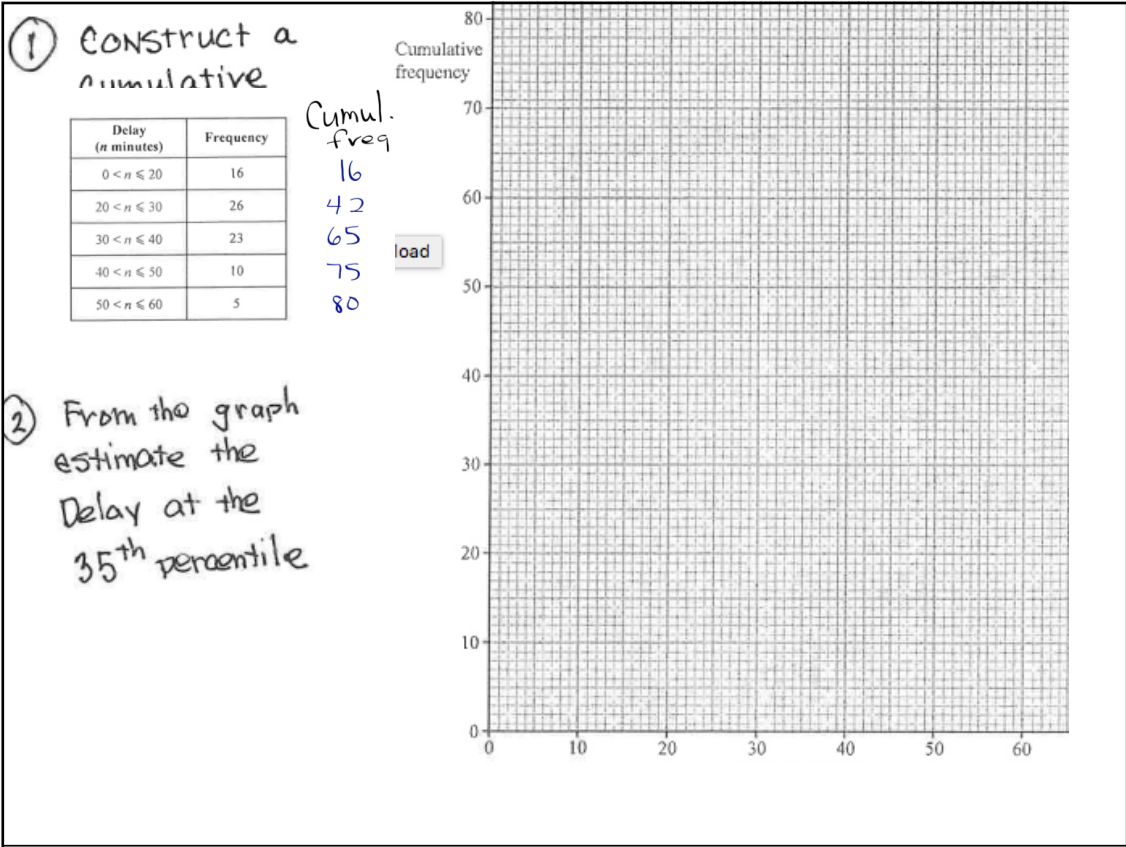 ① CONStruct a
cumulative
Delay
(n minutes)
Frequency
Cumul.
freq
0 < n ⩽ 20 16 16
20 < n ⩽ 30 26 42
30 < n ⩽ 40 23 65
40 < n ⩽ 50 10 75
50 < n ⩽ 60 5 80
② From the graph
estimate the
Delay at the
35th percentile
load
Cumulative
frequency
80
70
60
50
40
30
20
10
0
0 10 20 30 40 50 60